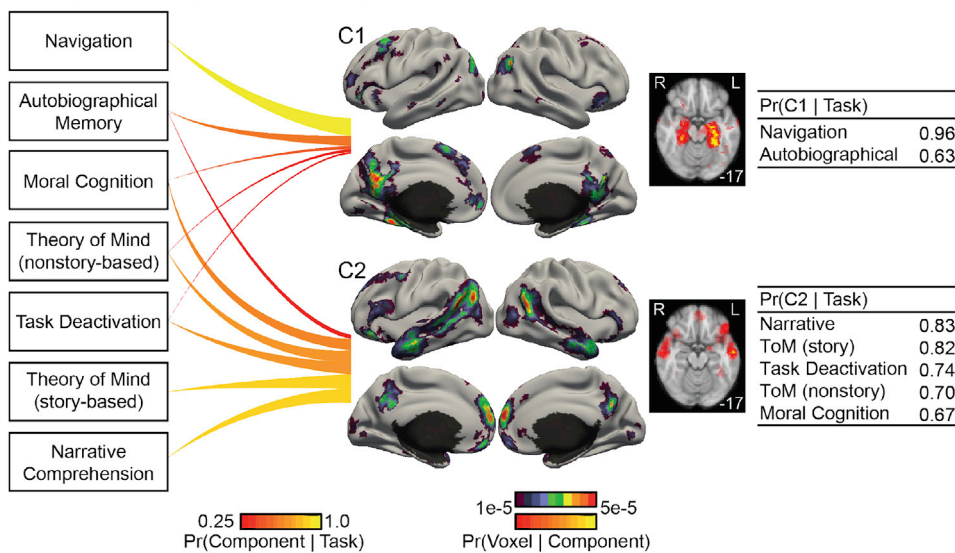 Navigation
Autobiographical
Memory
Moral Cognition
Theory of Mind
(nonstory-based)
Task Deactivation
Theory of Mind
(story-based)
Narrative
Comprehension
C1
R L
-17
Pr(C1 | Task)
Navigation 0.96
Autobiographical 0.63
C2
R L
-17
Pr(C2 | Task)
Narrative 0.83
ToM (story) 0.82
Task Deactivation 0.74
ToM (nonstory) 0.70
Moral Cognition 0.67
0.25 1.0
Pr(Component | Task)
1e-5 5e-5
Pr(Voxel | Component)